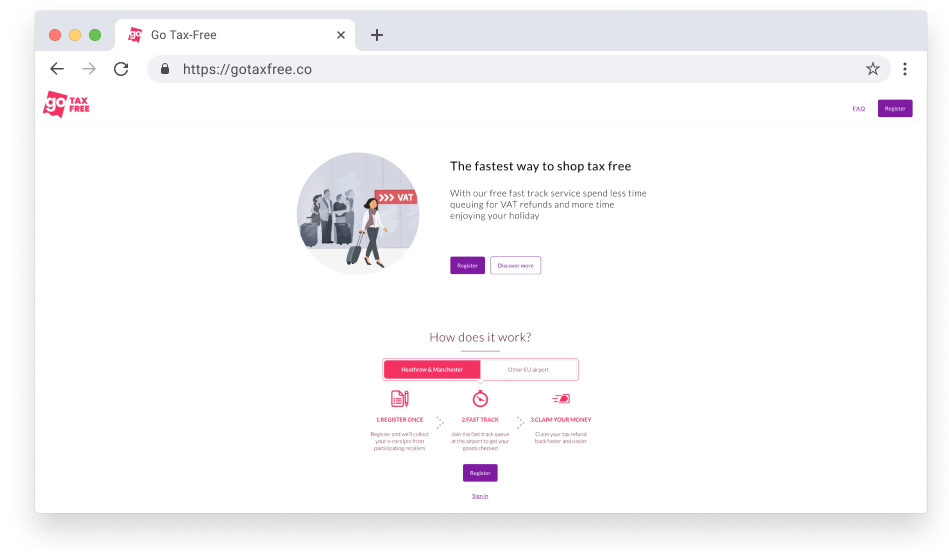 Go Tax-Free
https://gotaxfree.co
go TAX
FREE
FAQ
Register
The fastest way to shop tax free
With our free fast track service spend less time
queuing for VAT refunds and more time
enjoying your holiday
>>> VAT
Register
Discover more
How does it work?
Heathrow & Manchester
Other EU airport
1.REGISTER ONCE
Register and we'll collect
your e-receipts from
participating retailers
2.FAST TRACK
Join the fast track queue
at the airport to get your
goods checked
3.CLAIM YOUR MONEY
Claim your tax refund
back faster and easier
Register
Sign in